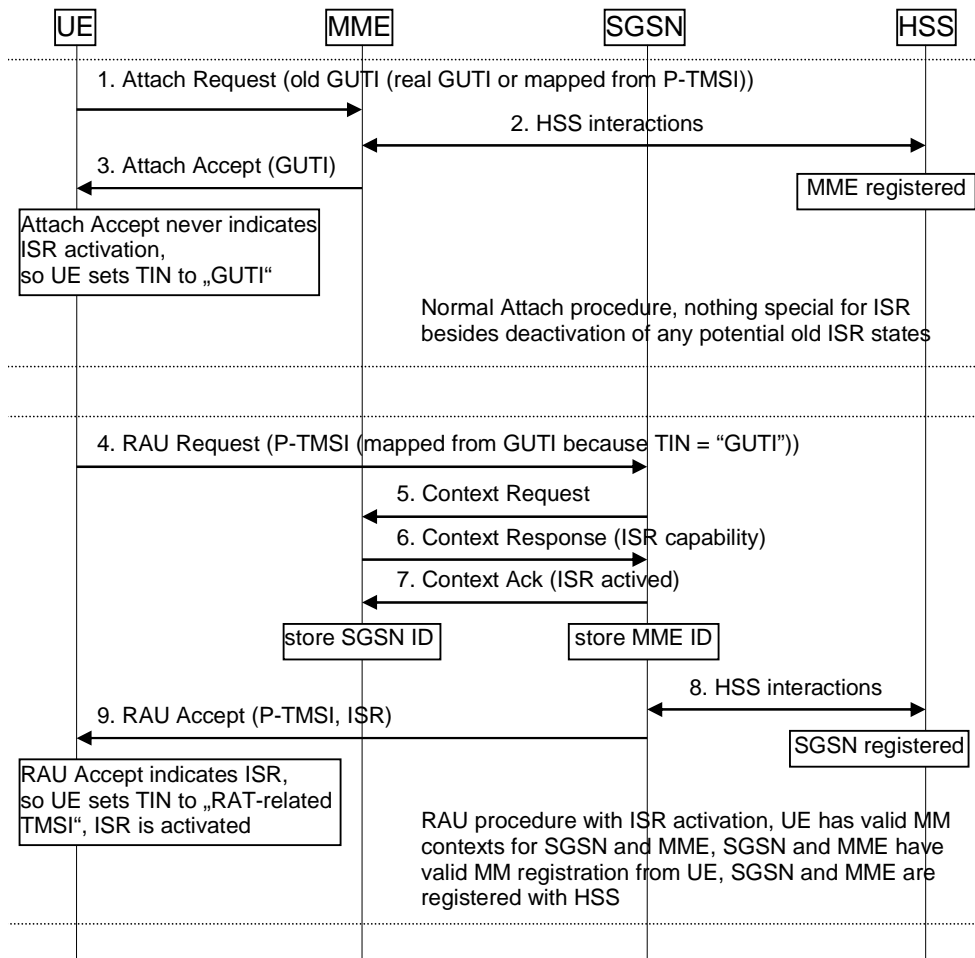 UE MME SGSN HSS
1. Attach Request (old GUTI (real GUTI or mapped from P-TMSI))
2. HSS interactions
3. Attach Accept (GUTI)
MME registered
Attach Accept never indicates
ISR activation,
so UE sets TIN to „GUTI“
Normal Attach procedure, nothing special for ISR
besides deactivation of any potential old ISR states
4. RAU Request (P-TMSI (mapped from GUTI because TIN = “GUTI”))
5. Context Request
6. Context Response (ISR capability)
7. Context Ack (ISR actived)
store SGSN ID store MME ID
8. HSS interactions
9. RAU Accept (P-TMSI, ISR)
SGSN registered
RAU Accept indicates ISR,
so UE sets TIN to „RAT-related
TMSI“, ISR is activated
RAU procedure with ISR activation, UE has valid MM
contexts for SGSN and MME, SGSN and MME have
valid MM registration from UE, SGSN and MME are
registered with HSS